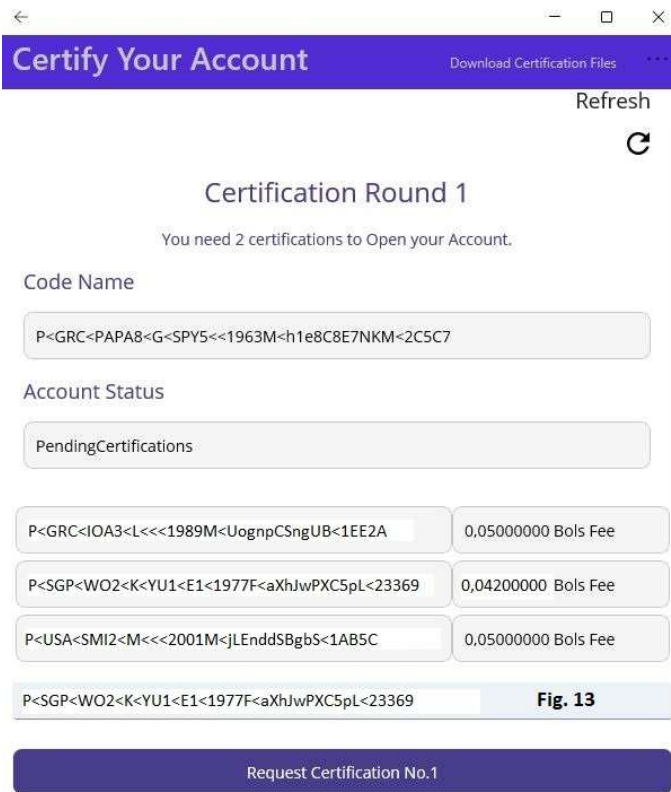 Certify Your Account
Download Certification Files ...
Refresh
Certification Round 1
You need 2 certifications to Open your Account.
Code Name
P<GRC<PAPA8<G<SPY5<<1963M<h1e8C8E7NKM<2C5C7
Account Status
PendingCertifications
P<GRC<IOA3<L<<<1989M<UognpCSngUB<1EE2A 0,05000000 Bols Fee
P<SGP<WO2<K<YU1<E1<1977F<aXhJwPXC5pL<23369 0,04200000 Bols Fee
P<USA<SMI2<M<<<2001M<jLEnddSBgbS<1AB5C 0,05000000 Bols Fee
P<SGP<WO2<K<YU1<E1<1977F<aXhJwPXC5pL<23369 Fig. 13
Request Certification No.1